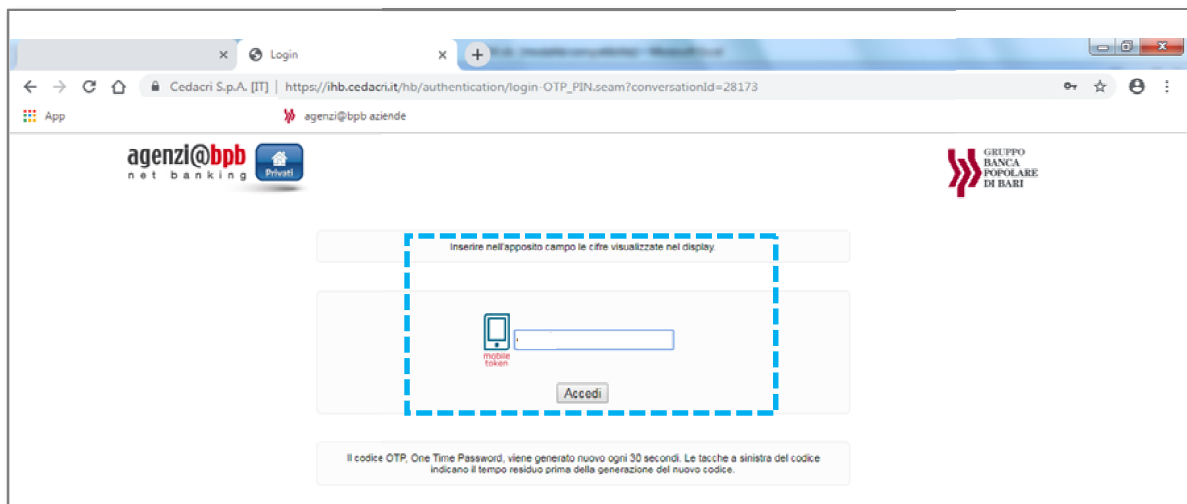 Login
Cedacri S.p.A. [IT] | https://ihb.cedacri.it/hb/authentication/login-OTP_PIN.seam?conversationId=28173
App agenzi@bpb aziende
agenzi@bpb
net banking
Privati
GRUPPO
BANCA
POPOLARE
DI BARI
Inserire nell'apposito campo le cifre visualizzate nel display.
mobile
token
Accedi
Il codice OTP, One Time Password, viene generato nuovo ogni 30 secondi. Le tacche a sinistra del codice
indicano il tempo residuo prima della generazione del nuovo codice.